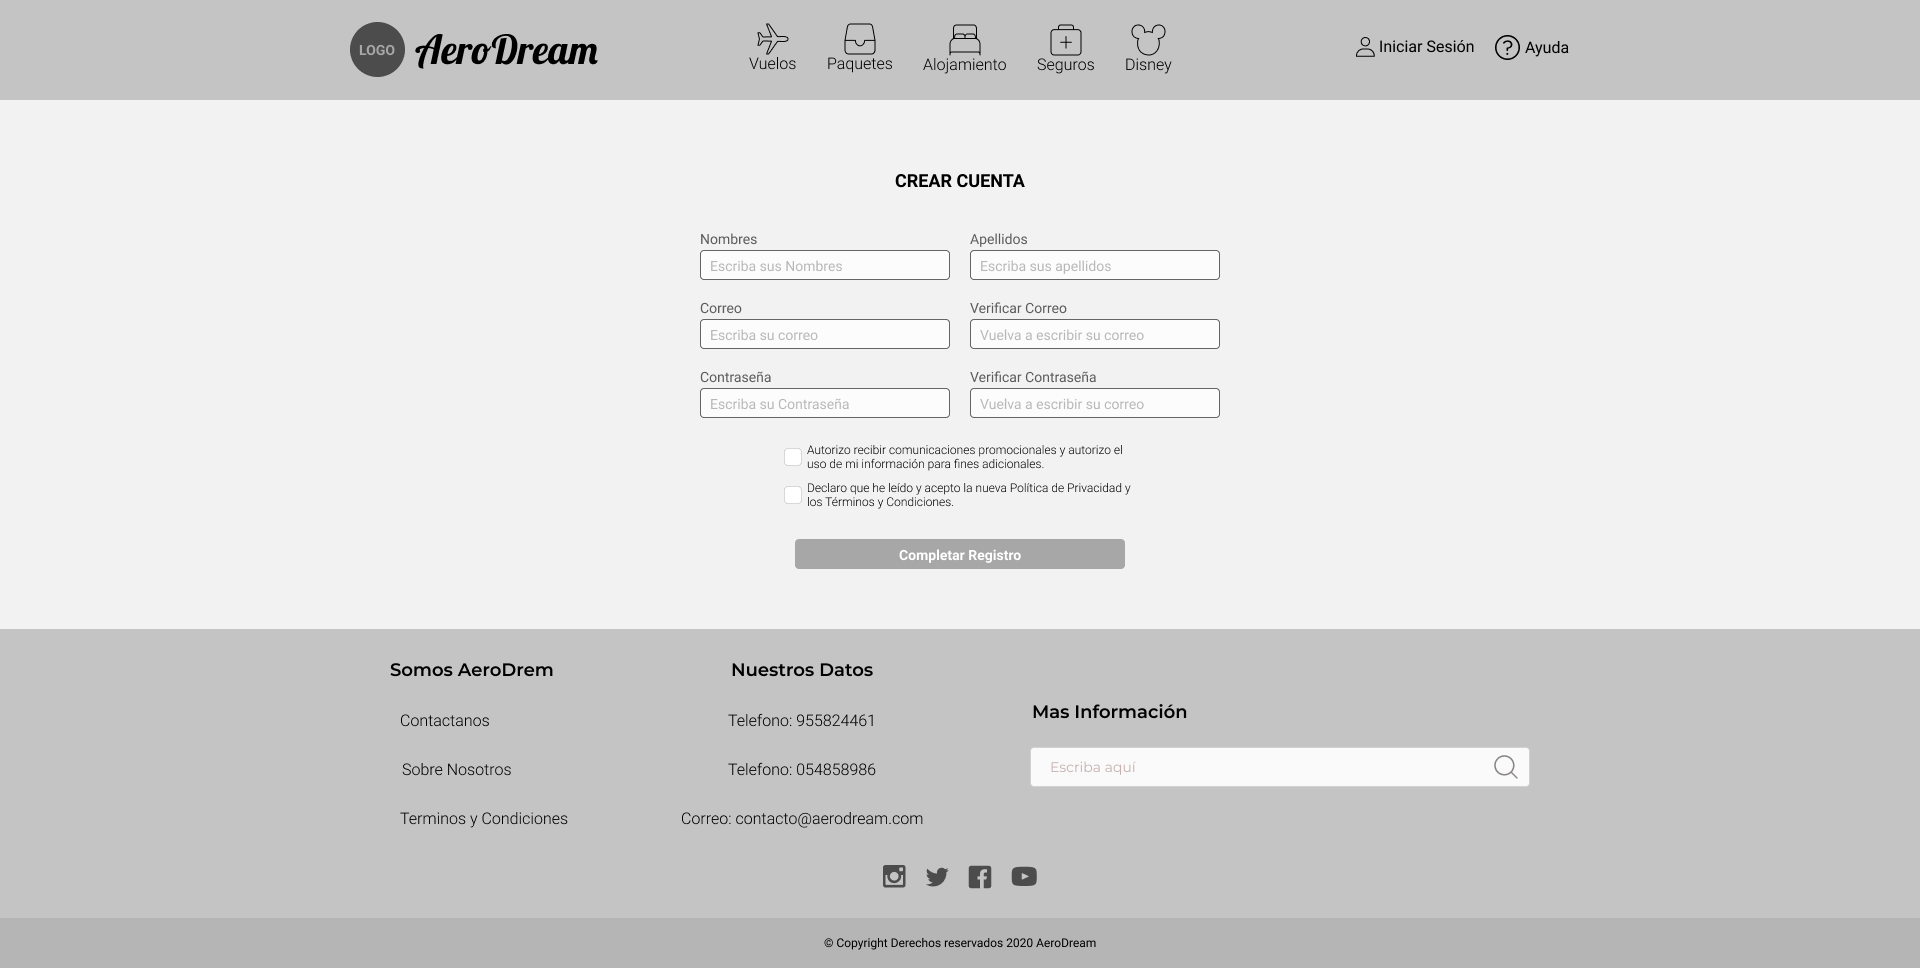 LOGO
AeroDream
Vuelos
Paquetes
Alojamiento
Seguros
Disney
Iniciar Sesión
Ayuda
CREAR CUENTA
Nombres
Apellidos
Escriba sus Nombres
Escriba sus apellidos
Correo
Verificar Correo
Escriba su correo
Vuelva a escribir su correo
Contraseña
Verificar Contraseña
Escriba su Contraseña
Vuelva a escribir su correo
Autorizo recibir comunicaciones promocionales y autorizo el
uso de mi información para fines adicionales.
Declaro que he leído y acepto la nueva Política de Privacidad y
los Términos y Condiciones.
Completar Registro
Somos AeroDrem
Contactanos
Sobre Nosotros
Terminos y Condiciones
Nuestros Datos
Telefono: 955824461
Telefono: 054858986
Correo: contacto@aerodream.com
Mas Información
Escriba aquí
© Copyright Derechos reservados 2020 AeroDream